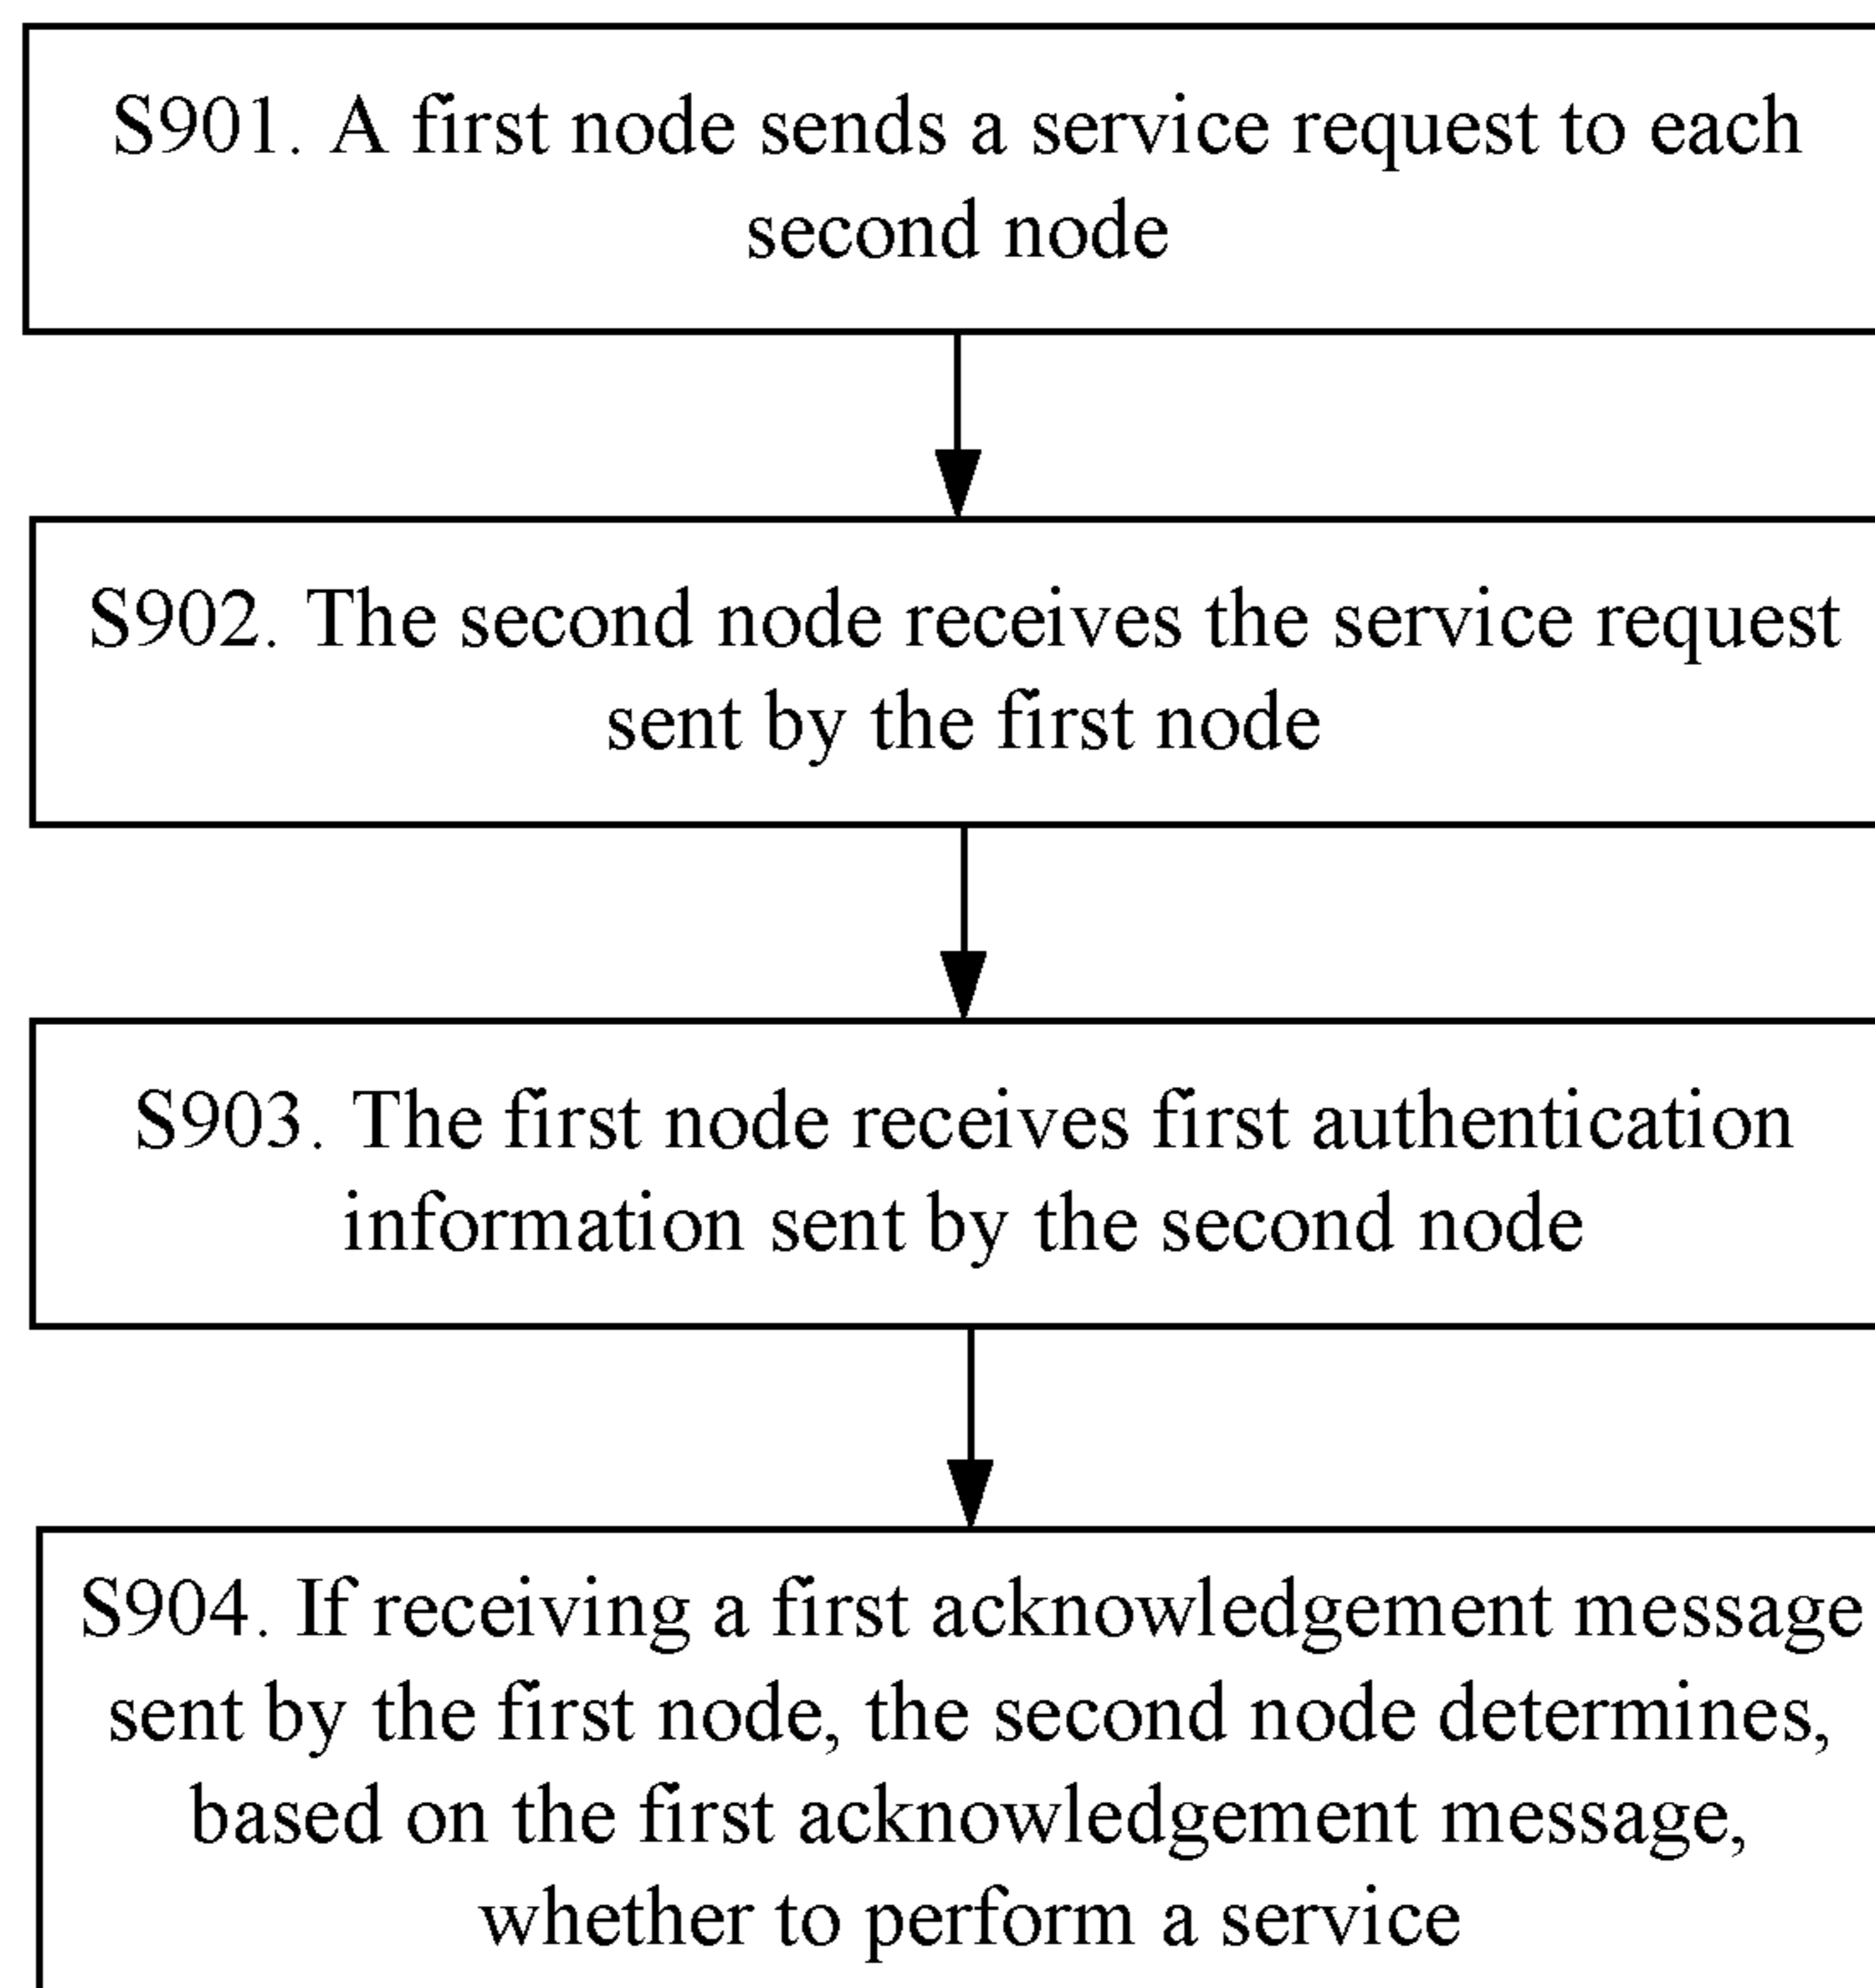 S901. A first node sends a service request to each
second node
S902. The second node receives the service request
sent by the first node
S903. The first node receives first authentication
information sent by the second node
S904. If receiving a first acknowledgement message
sent by the first node, the second node determines,
based on the first acknowledgement message,
whether to perform a service